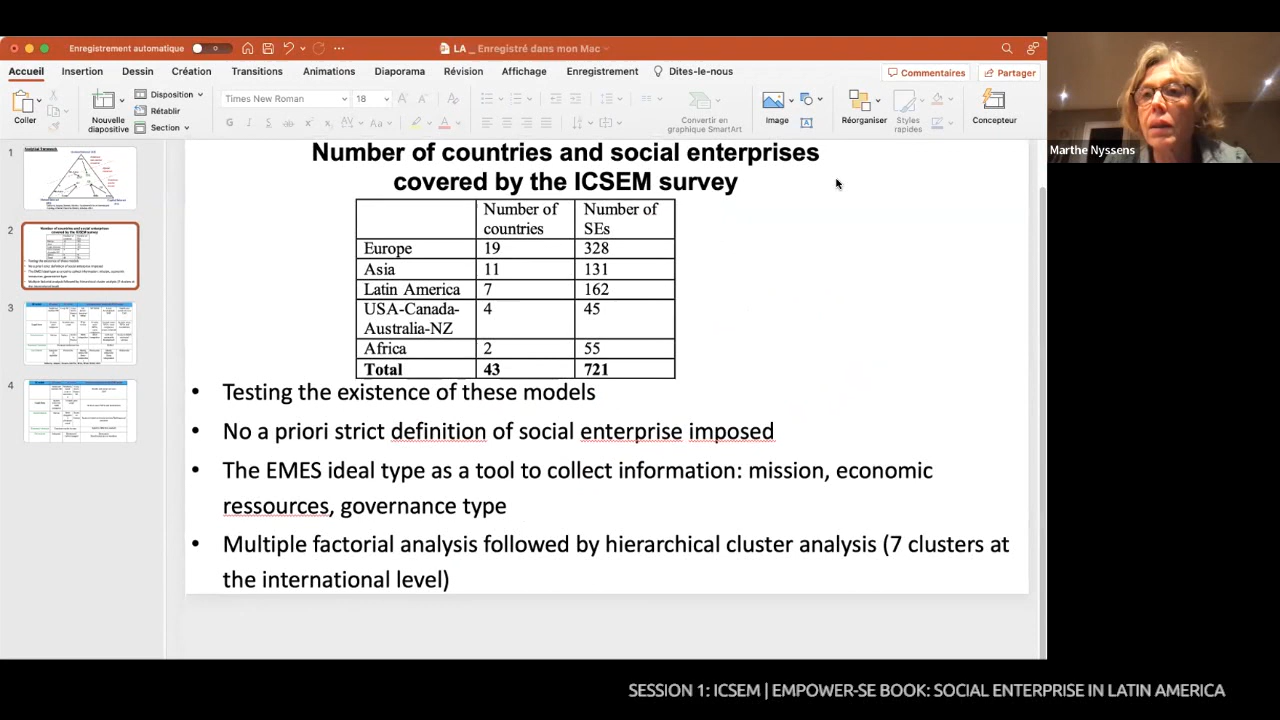 Enregistrement automatique
LA _ Enregistré dans mon Mac
Accueil Insertion Dessin Création Transitions Animations Diaporama Révision Affichage Enregistrement Dites-le-nous
Commentaires Partager
Coller
Nouvelle diapositive
Disposition
Rétablir
Section
Times New Roman 18
Convertir en graphique SmartArt
Image
Réorganiser
Styles rapides
Concepteur
Marthe Nyssens
1
2
3
4
Number of countries and social enterprises
covered by the ICSEM survey
Number of countries Number of SEs
Europe 19 328
Asia 11 131
Latin America 7 162
USA-Canada-Australia-NZ 4 45
Africa 2 55
Total 43 721
• Testing the existence of these models
• No a priori strict definition of social enterprise imposed
• The EMES ideal type as a tool to collect information: mission, economic
ressources, governance type
• Multiple factorial analysis followed by hierarchical cluster analysis (7 clusters at
the international level)
SESSION 1: ICSEM | EMPOWER-SE BOOK: SOCIAL ENTERPRISE IN LATIN AMERICA